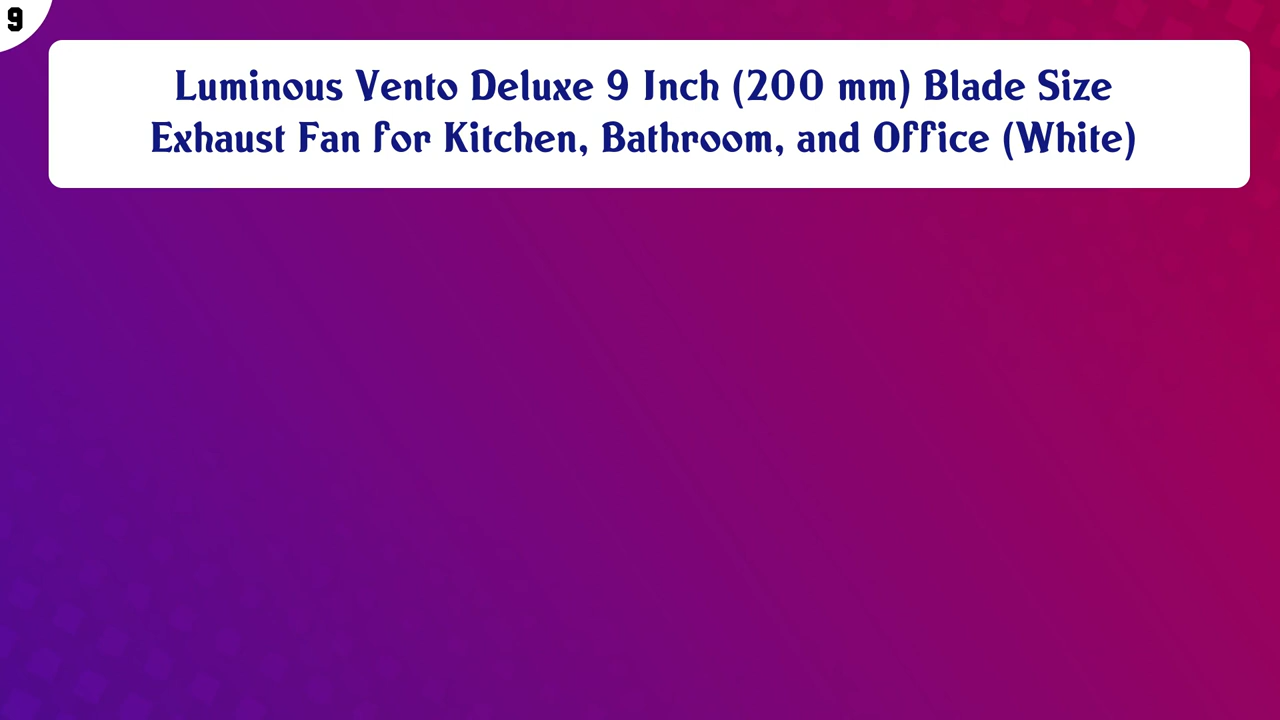 9
Luminous Vento Deluxe 9 Inch (200 mm) Blade Size
Exhaust Fan for Kitchen, Bathroom, and Office (White)